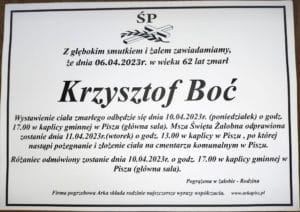 ŚP
Z głębokim smutkiem i żalem zawiadamiamy,
że dnia 06.04.2023r. w wieku 62 lat zmarł
Krzysztof Boć
Wystawienie ciała zmarłego odbędzie się dnia 10.04.2023r. (poniedziałek) o godz.
17.00 w kaplicy gminnej w Piszu (główna sala). Msza Święta Żałobna odprawiona
zostanie dnia 11.04.2023r.(wtorek) o godz. 13.00 w kaplicy w Piszu , po której
nastąpi pożegnanie i złożenie ciała na cmentarzu komunalnym w Piszu.
Różaniec odmówiony zostanie dnia 10.04.2023r. o godz. 17.00 w kaplicy gminnej
w Piszu (główna sala).
Pogrążona w żałobie - Rodzina
Firma pogrzebowa Arka składa rodzinie najszczersze wyrazy współczucia. www.arkapisz.pl